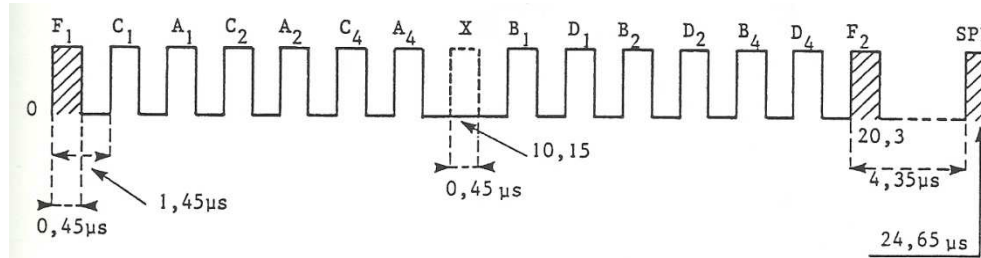 F1 C1 A1 C2 A2 C4 A4 X B1 D1 B2 D2 B4 D4 F2 SP
0
20,3
10,15
4,35µs
0,45 µs
1,45µs
0,45µs
24,65 µs